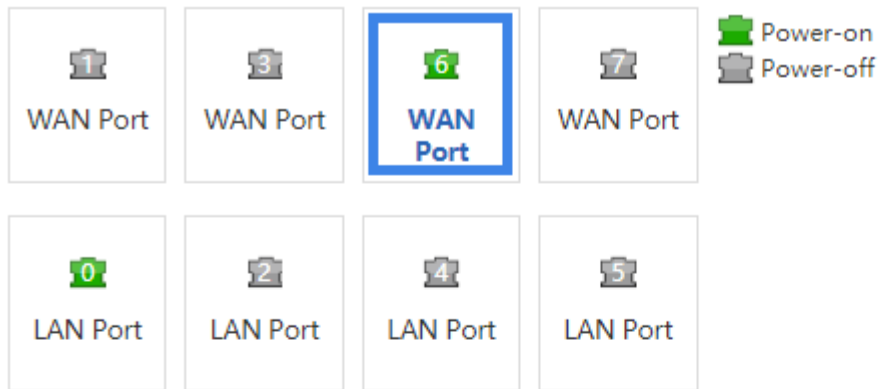 1
WAN Port
3
WAN Port
6
WAN
Port
7
WAN Port
Power-on
Power-off
0
LAN Port
2
LAN Port
4
LAN Port
5
LAN Port